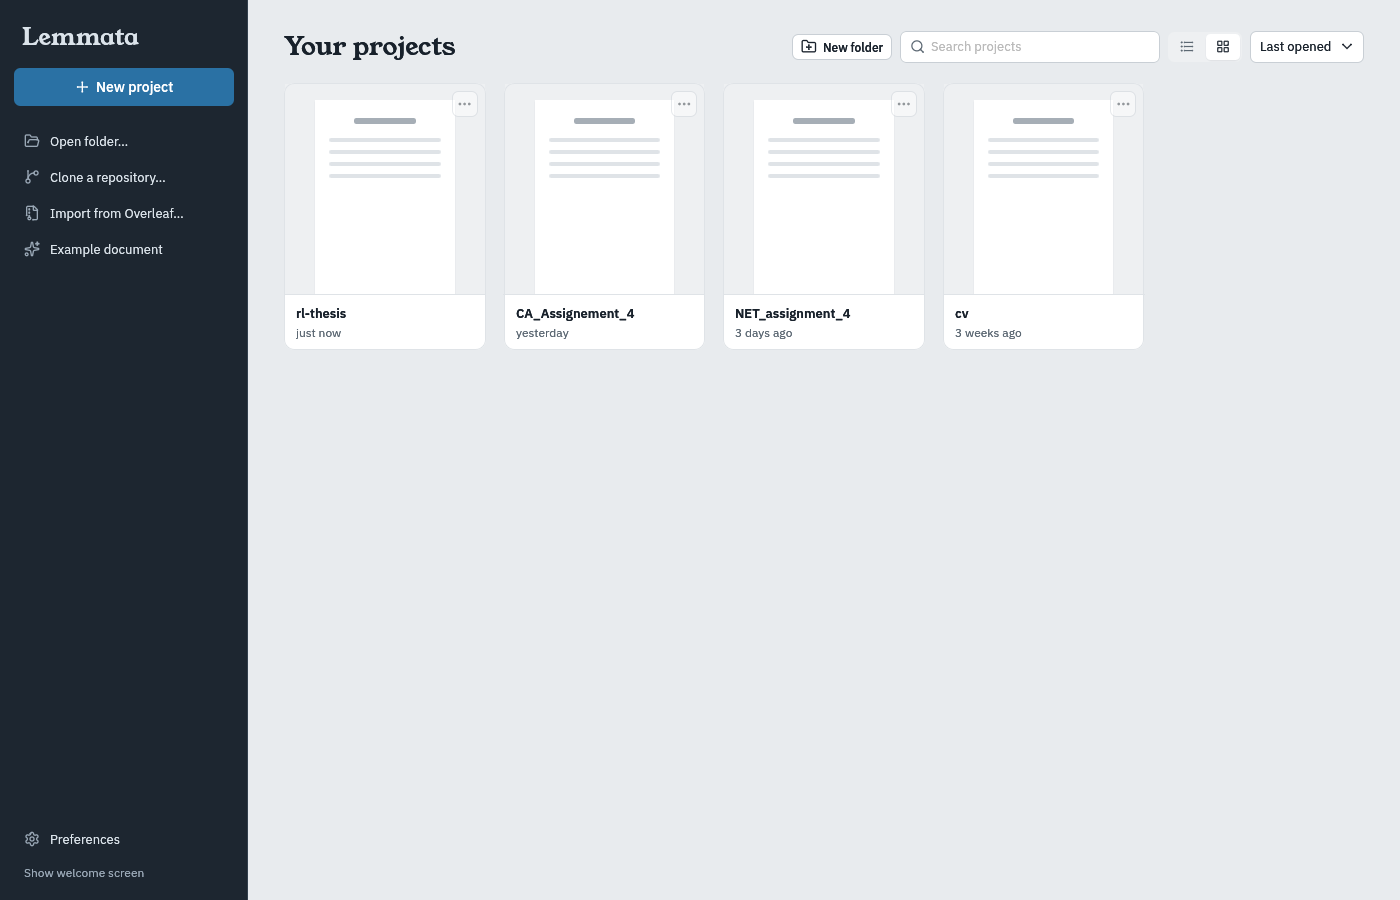 Lemmata
New project
Open folder...
Clone a repository...
Import from Overleaf...
Example document
Preferences
Show welcome screen
Your projects
New folder
Search projects
Last opened
rl-thesis
just now
CA_Assignement_4
yesterday
NET_assignment_4
3 days ago
cv
3 weeks ago